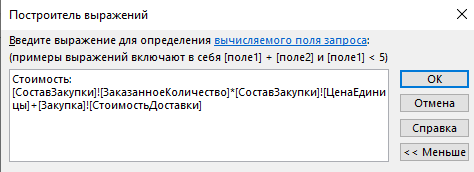 Построитель выражений
Введите выражение для определения вычисляемого поля запроса:
(примеры выражений включают в себя [поле1] + [поле2] и [поле1] < 5)
Стоимость:
[СоставЗакупки]![ЗаказанноеКоличество]*[СоставЗакупки]![ЦенаЕдини
цы]+[Закупка]![СтоимостьДоставки]
ОК
Отмена
Справка
<< Меньше